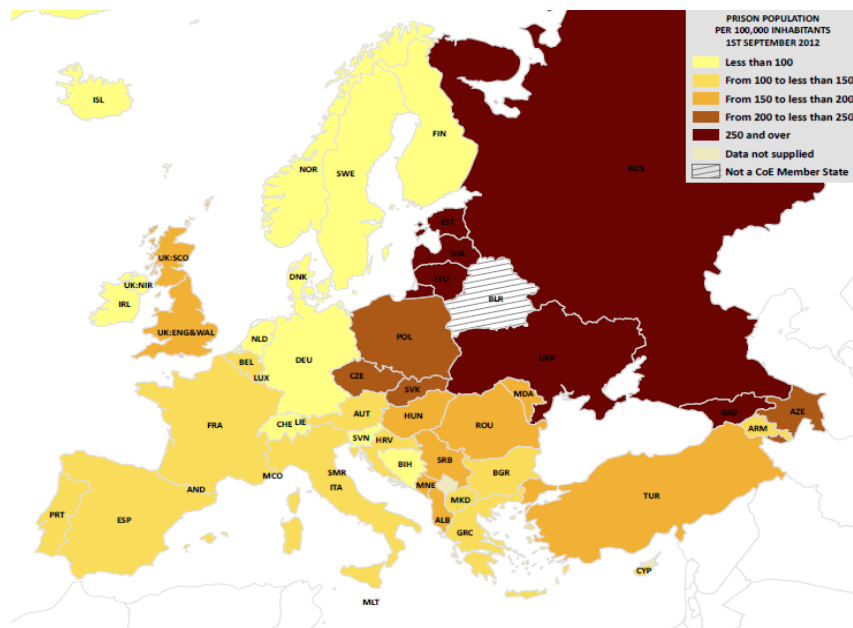 PRISON POPULATION
PER 100,000 INHABITANTS
1ST SEPTEMBER 2012
Less than 100
From 100 to less than 150
From 150 to less than 200
From 200 to less than 250
250 and over
Data not supplied
Not a CoE Member State
ISL
FIN
RUS
NOR
SWE
EST
LVA
UK:SCO
LTU
DNK
UK:NIR
BLR
IRL
UK:ENG&WAL
NLD
POL
DEU
BEL
UKR
LUX
CZE
SVK
MDA
AUT
HUN
GEO
AZE
FRA
CHE
LIE
ROU
ARM
SVN
HRV
BIH
SRB
SMR
BGR
MCO
MNE
ITA
AND
MKD
TUR
PRT
ESP
ALB
GRC
CYP
MLT